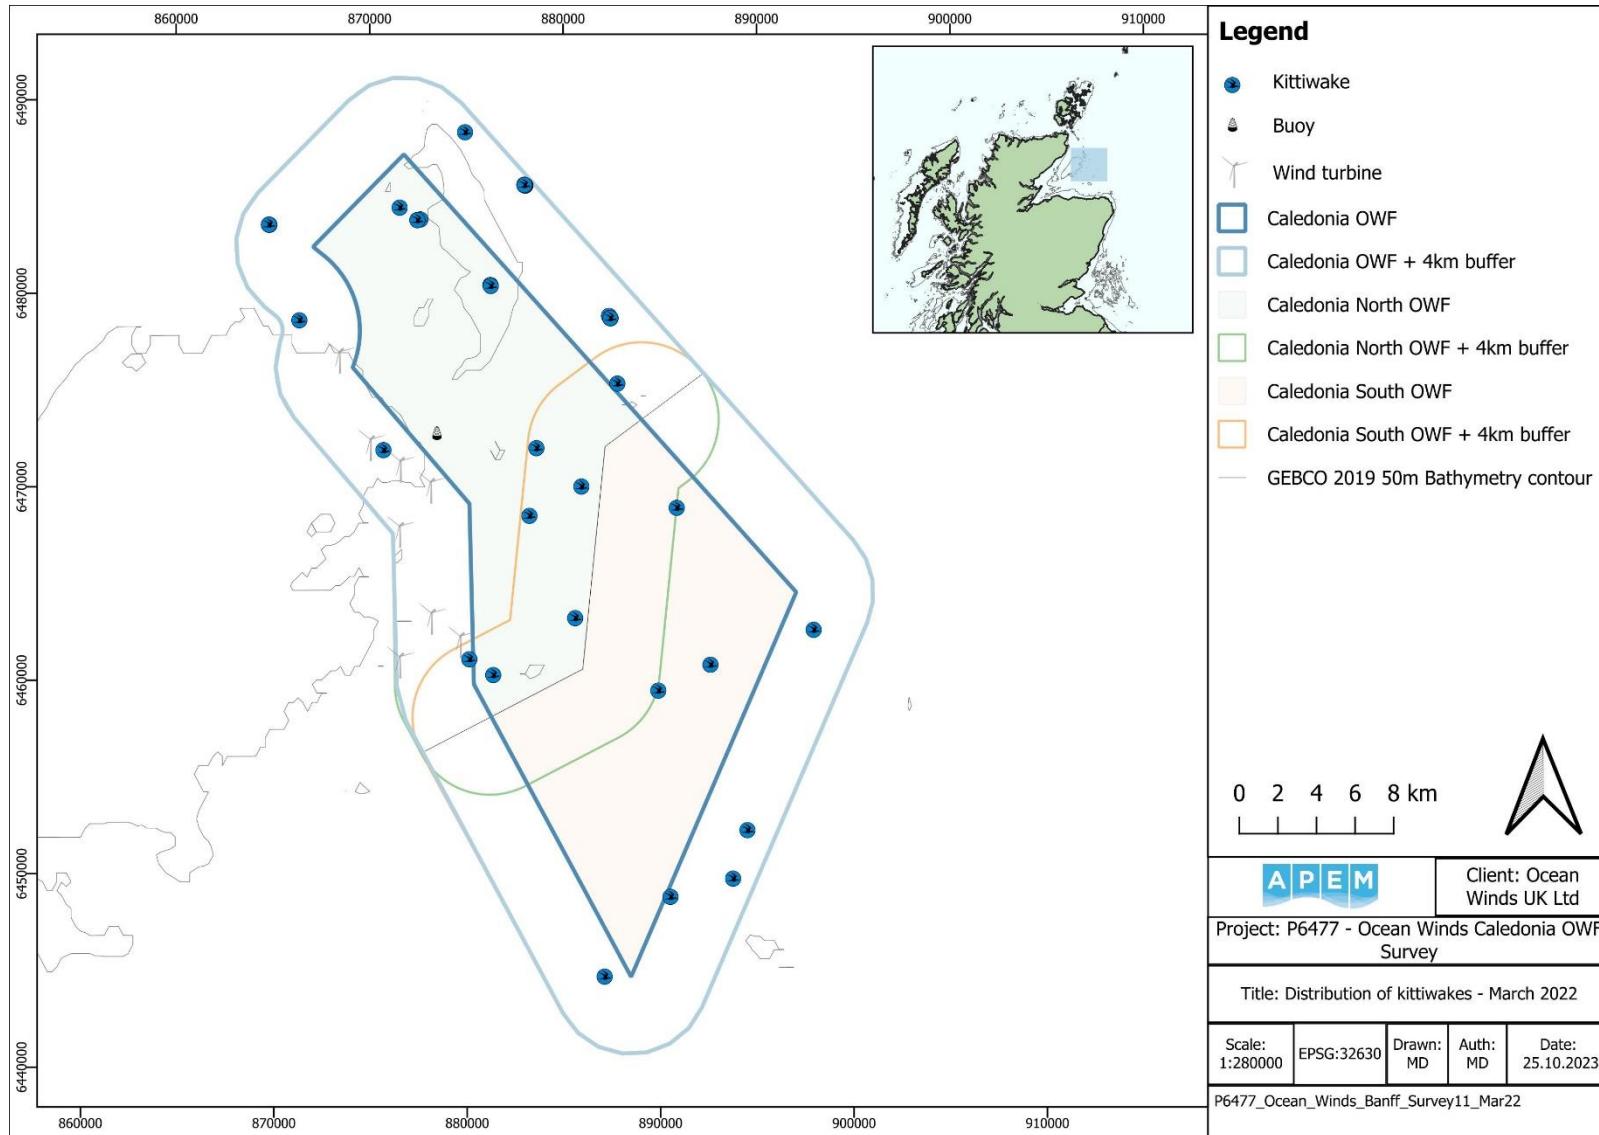 860000 870000 880000 890000 900000 910000
6490000
6480000
6470000
6460000
6450000
6440000
860000 870000 880000 890000 900000 910000
Legend
Kittiwake
Buoy
Wind turbine
Caledonia OWF
Caledonia OWF + 4km buffer
Caledonia North OWF
Caledonia North OWF + 4km buffer
Caledonia South OWF
Caledonia South OWF + 4km buffer
GEBCO 2019 50m Bathymetry contour
0 2 4 6 8 km
APEM
Client: Ocean
Winds UK Ltd
Project: P6477 - Ocean Winds Caledonia OWF
Survey
Title: Distribution of kittiwakes - March 2022
Scale:
1:280000
EPSG:32630
Drawn:
MD
Auth:
MD
Date:
25.10.2023
P6477_Ocean_Winds_Banff_Survey11_Mar22